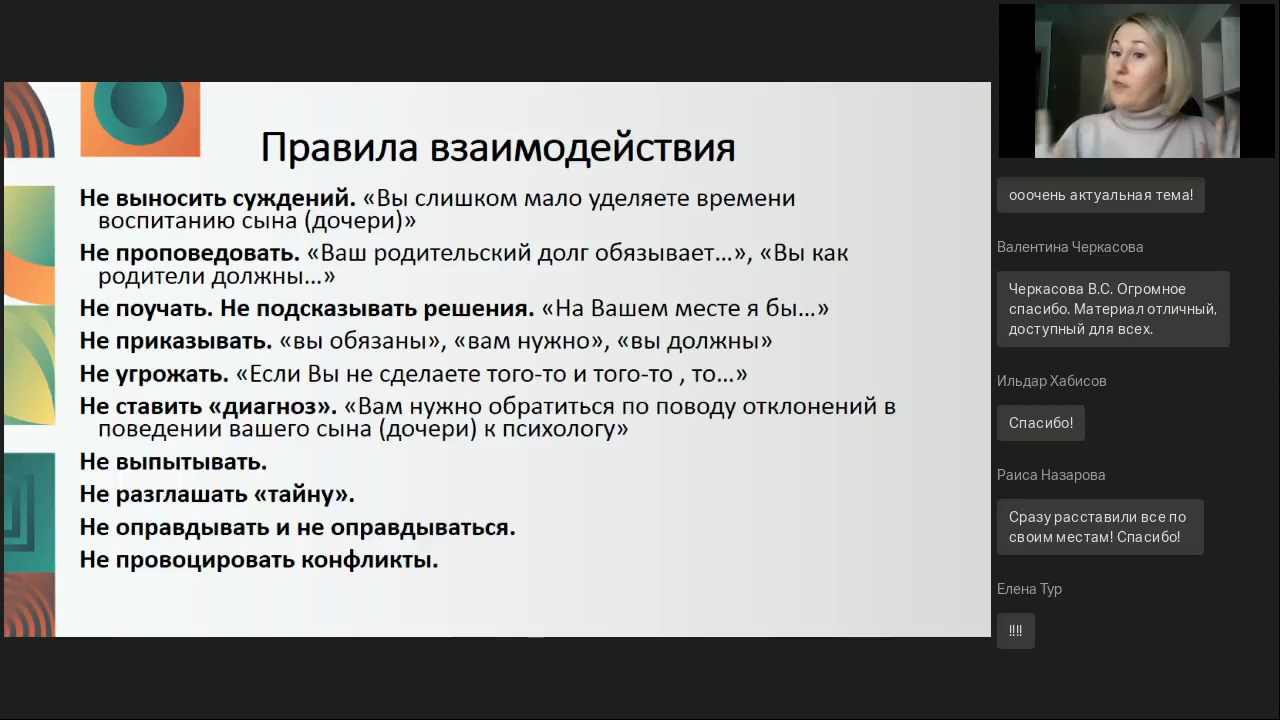 Правила взаимодействия
Не выносить суждений. «Вы слишком мало уделяете времени
воспитанию сына (дочери)»
Не проповедовать. «Ваш родительский долг обязывает…», «Вы как
родители должны…»
Не поучать. Не подсказывать решения. «На Вашем месте я бы…»
Не приказывать. «вы обязаны», «вам нужно», «вы должны»
Не угрожать. «Если Вы не сделаете того-то и того-то , то…»
Не ставить «диагноз». «Вам нужно обратиться по поводу отклонений в
поведении вашего сына (дочери) к психологу»
Не выпытывать.
Не разглашать «тайну».
Не оправдывать и не оправдываться.
Не провоцировать конфликты.
ооочень актуальная тема!
Валентина Черкасова
Черкасова В.С. Огромное
спасибо. Материал отличный,
доступный для всех.
Ильдар Хабисов
Спасибо!
Раиса Назарова
Сразу расставили все по
своим местам! Спасибо!
Елена Тур
!!!!